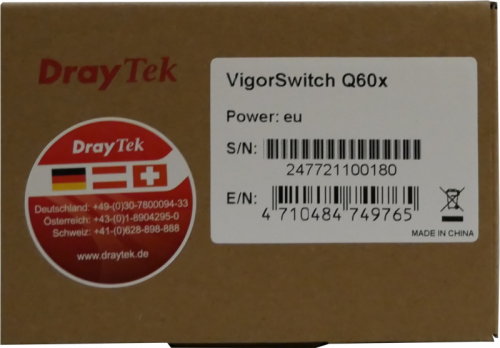 DrayTek
DrayTek
Deutschland: +49-(0)30-7800094-33
Österreich: +43-(0)1-8904295-0
Schweiz: +41-(0)628-898-888
www.draytek.de
VigorSwitch Q60x
Power: eu
S/N:
247721100180
E/N:
4 710484 749765
MADE IN CHINA